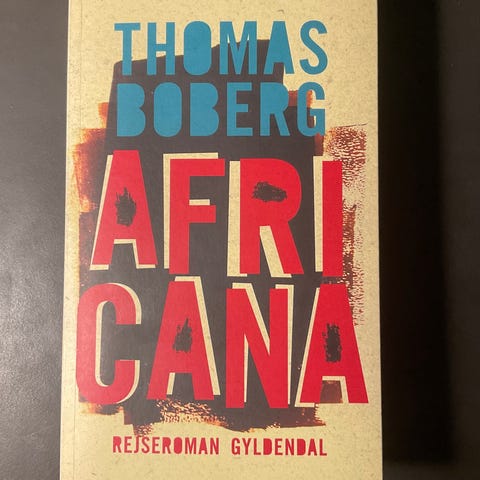 THOMAS
BOBERG
AFRI
CANA
REJSEROMAN GYLDENDAL